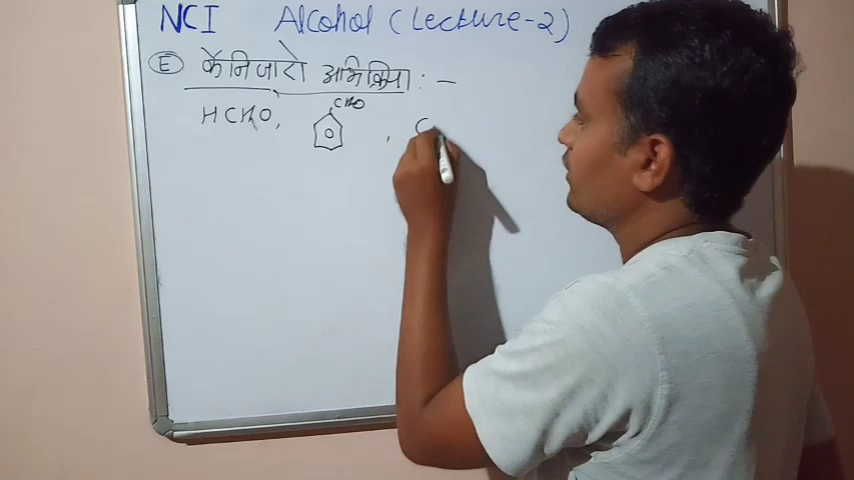 NCI Alcohol (Lecture-2)
(E) कैनिजारो अभिक्रिया : -
CHO
HCHO, , C